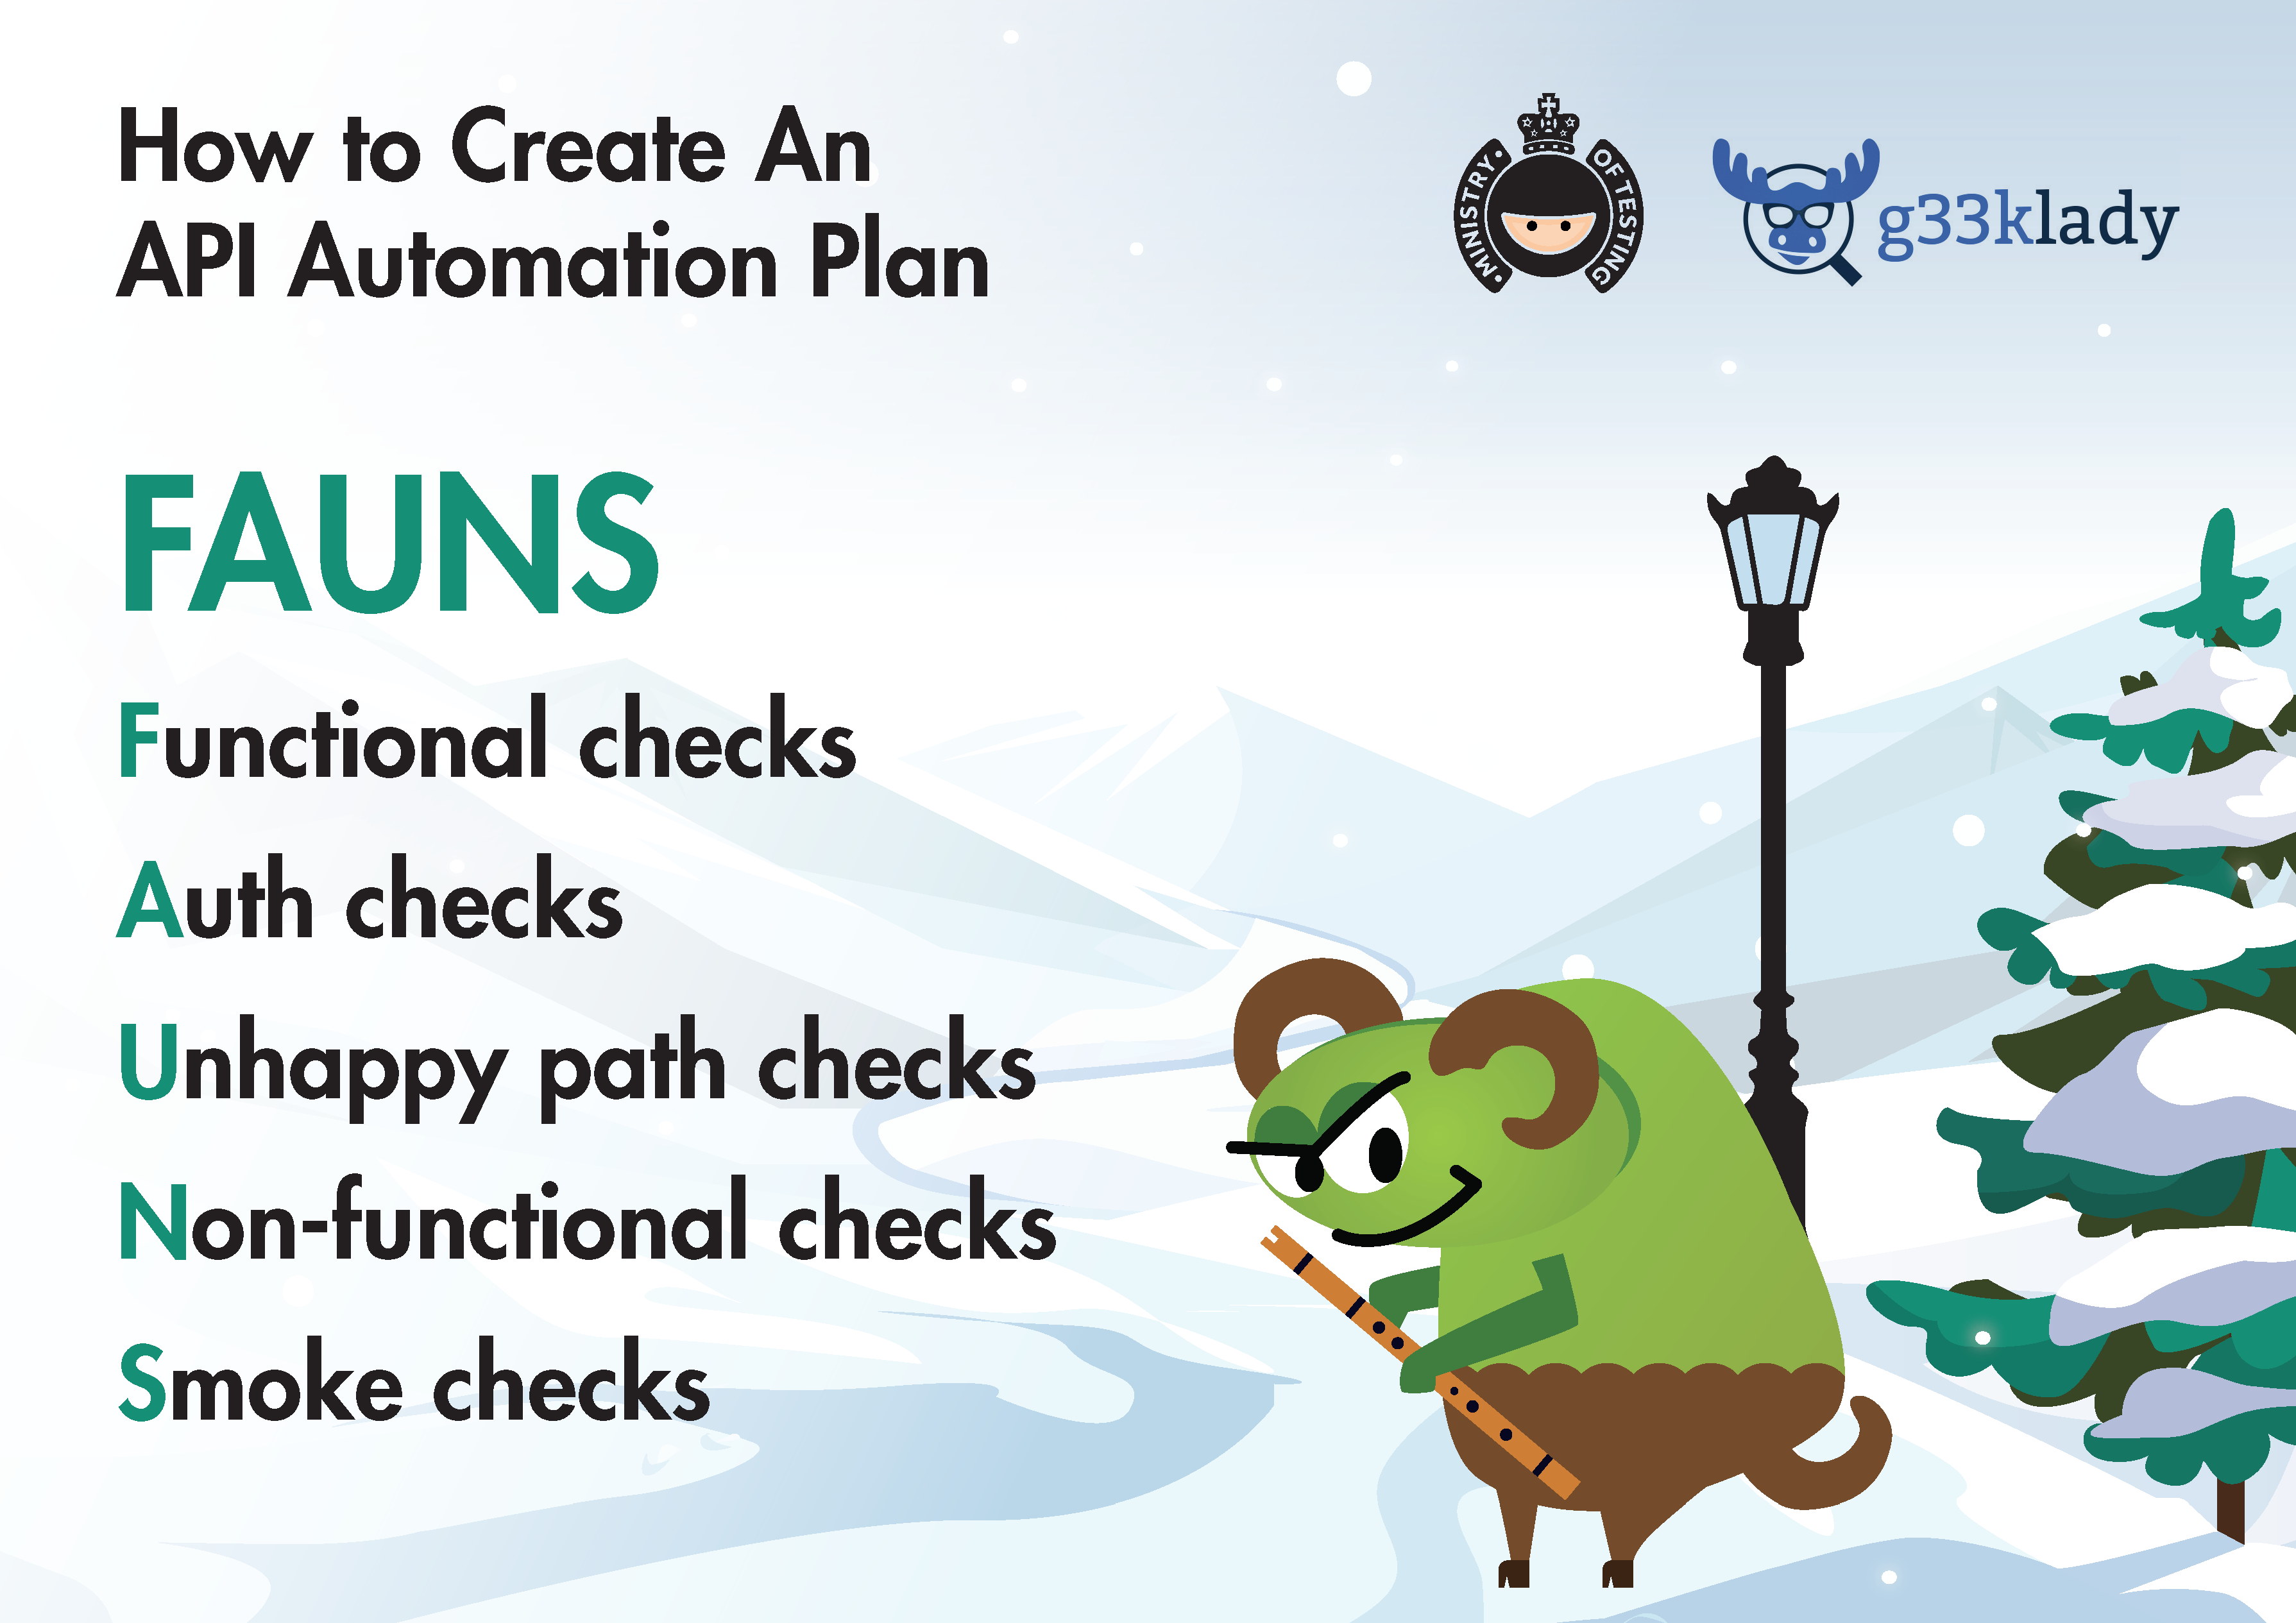 How to Create An
API Automation Plan
MINISTRY OF TESTING
g33klady
FAUNS
Functional checks
Auth checks
Unhappy path checks
Non-functional checks
Smoke checks